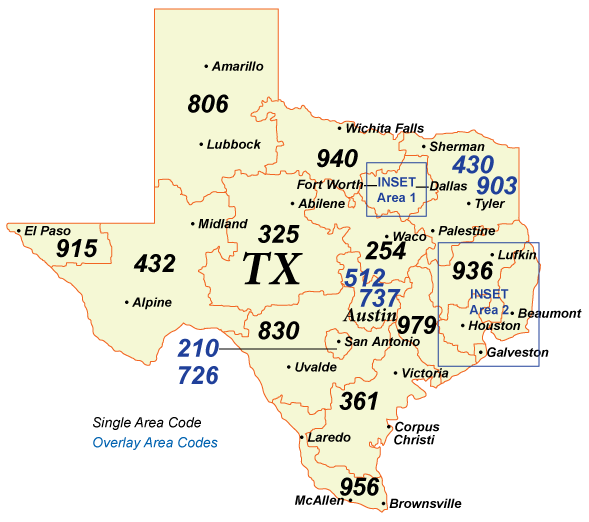 Amarillo
806
Lubbock
Wichita Falls
940
Sherman
430
903
Fort Worth
INSET
Area 1
Dallas
Tyler
Abilene
Midland
El Paso
915
432
325
TX
Waco
254
Palestine
Lufkin
936
INSET
Area 2
Beaumont
Houston
Galveston
512
737
Austin
979
Alpine
830
210
726
San Antonio
Uvalde
Victoria
361
Single Area Code
Overlay Area Codes
Laredo
Corpus
Christi
956
McAllen
Brownsville